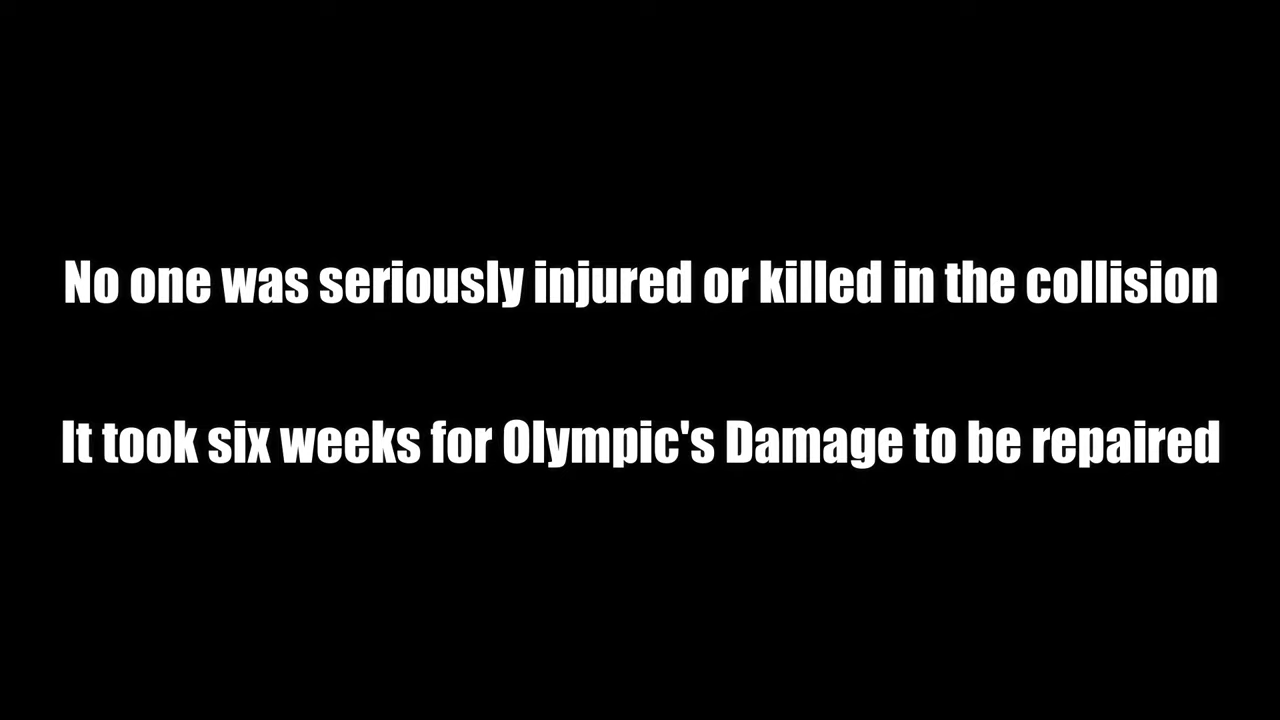 No one was seriously injured or killed in the collision
It took six weeks for Olympic's Damage to be repaired